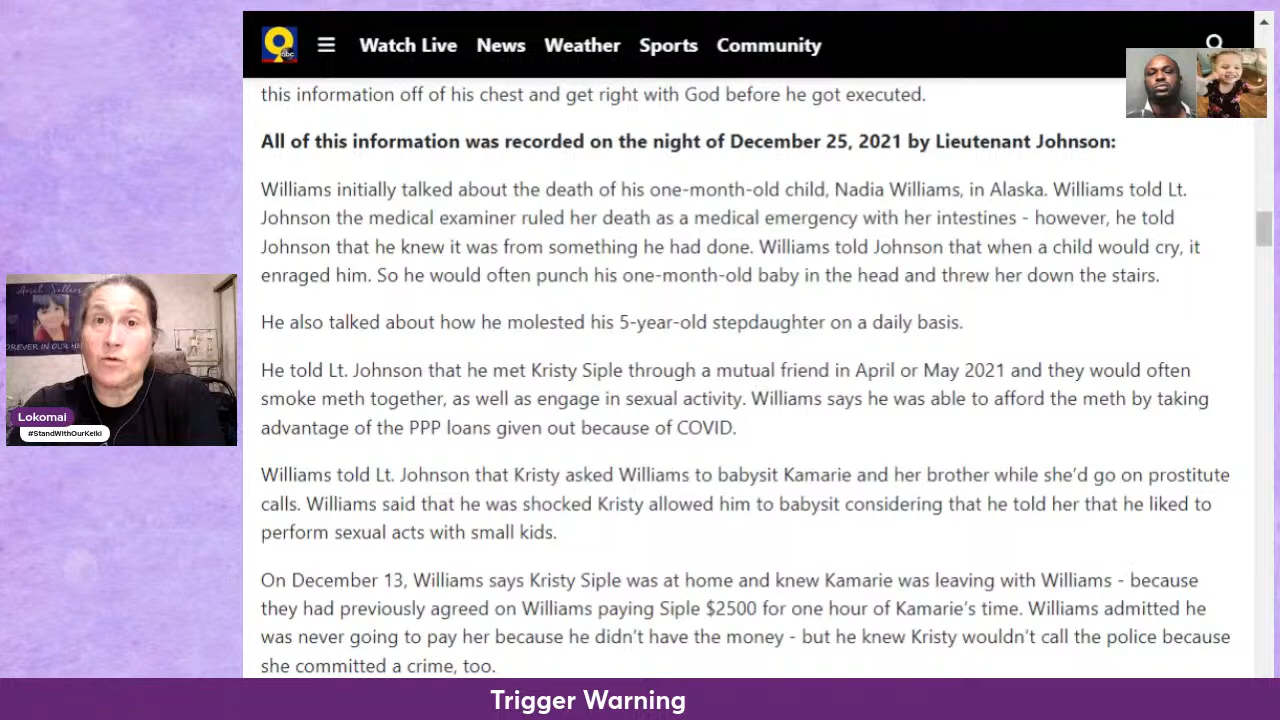 9
abc
Watch Live News Weather Sports Community
this information off of his chest and get right with God before he got executed.
All of this information was recorded on the night of December 25, 2021 by Lieutenant Johnson:
Williams initially talked about the death of his one-month-old child, Nadia Williams, in Alaska. Williams told Lt.
Johnson the medical examiner ruled her death as a medical emergency with her intestines - however, he told
Johnson that he knew it was from something he had done. Williams told Johnson that when a child would cry, it
enraged him. So he would often punch his one-month-old baby in the head and threw her down the stairs.
He also talked about how he molested his 5-year-old stepdaughter on a daily basis.
He told Lt. Johnson that he met Kristy Siple through a mutual friend in April or May 2021 and they would often
smoke meth together, as well as engage in sexual activity. Williams says he was able to afford the meth by taking
advantage of the PPP loans given out because of COVID.
Williams told Lt. Johnson that Kristy asked Williams to babysit Kamarie and her brother while she'd go on prostitute
calls. Williams said that he was shocked Kristy allowed him to babysit considering that he told her that he liked to
perform sexual acts with small kids.
On December 13, Williams says Kristy Siple was at home and knew Kamarie was leaving with Williams - because
they had previously agreed on Williams paying Siple $2500 for one hour of Kamarie's time. Williams admitted he
was never going to pay her because he didn't have the money - but he knew Kristy wouldn't call the police because
she committed a crime, too.
FOREVER IN OUR HE
Lokomai
#StandWithOurKeiki
Trigger Warning